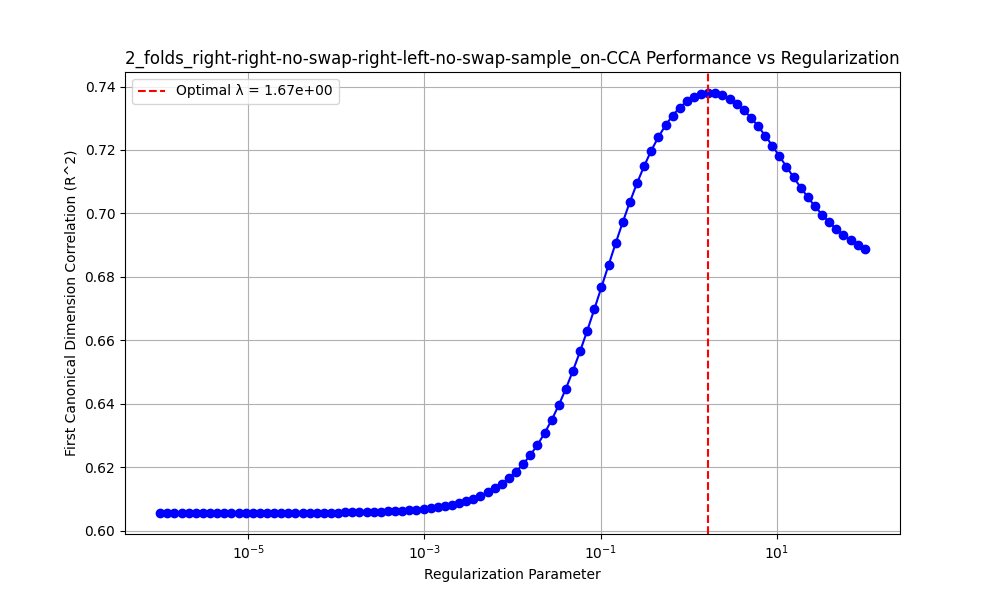 2_folds_right-right-no-swap-right-left-no-swap-sample_on-CCA Performance vs Regularization
Optimal λ = 1.67e+00
First Canonical Dimension Correlation (R^2)
0.74
0.72
0.70
0.68
0.66
0.64
0.62
0.60
10⁻⁵ 10⁻³ 10⁻¹ 10¹
Regularization Parameter